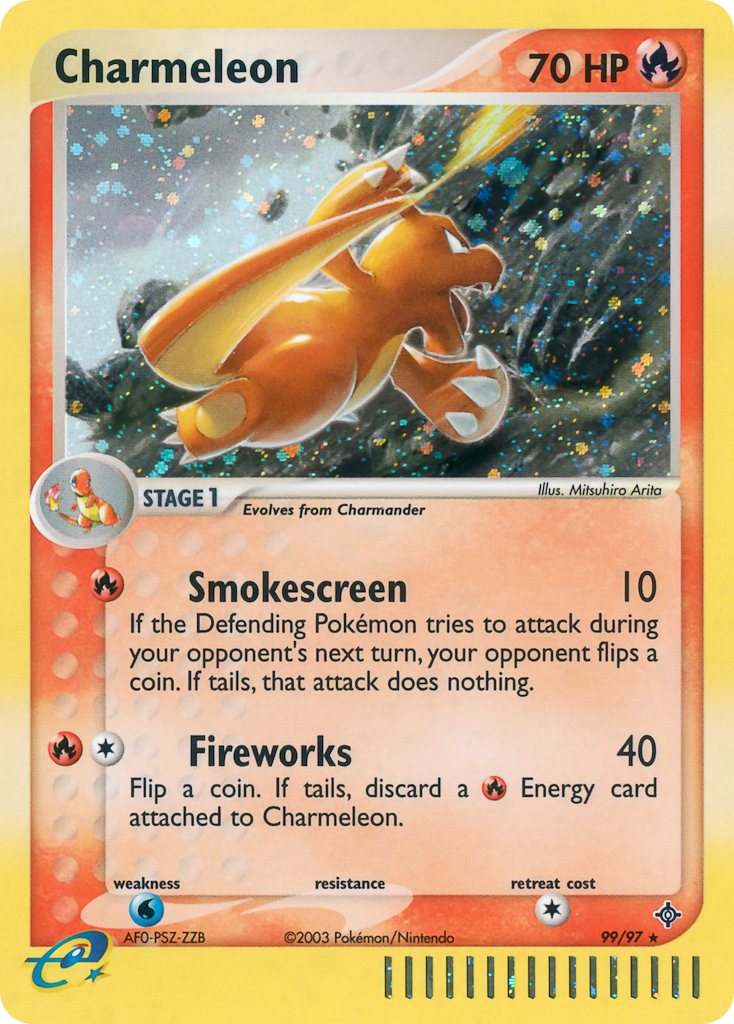 Charmeleon 70 HP
Illus. Mitsuhiro Arita
STAGE 1
Evolves from Charmander
Smokescreen 10
If the Defending Pokémon tries to attack during
your opponent's next turn, your opponent flips a
coin. If tails, that attack does nothing.
Fireworks 40
Flip a coin. If tails, discard a Energy card
attached to Charmeleon.
weakness resistance retreat cost
AF0-PSZ-ZZB ©2003 Pokémon/Nintendo 99/97 ★
e